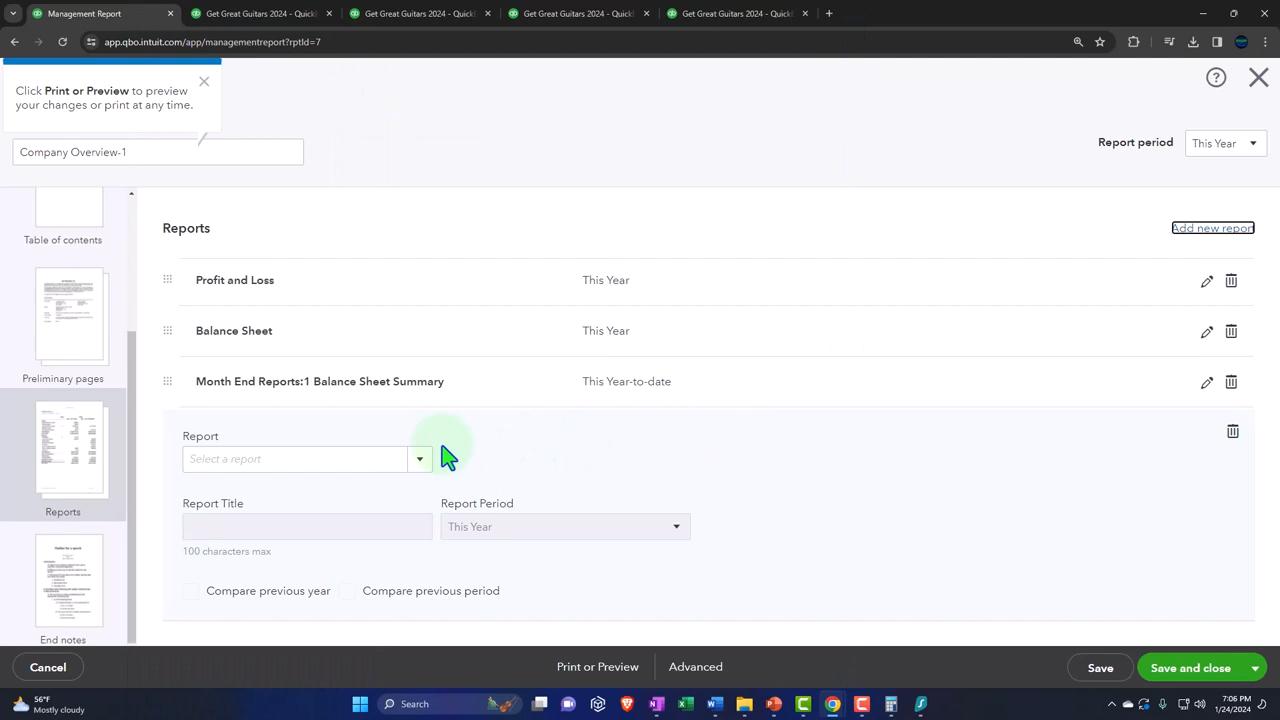 Management Report
Get Great Guitars 2024 - Quickl
Get Great Guitars 2024 - QuickB
Get Great Guitars 2024 - QuickB
Get Great Guitars 2024 - QuickB
app.qbo.intuit.com/app/managementreport?rptId=7
Click Print or Preview to preview
your changes or print at any time.
Company Overview-1
Report period
This Year
Table of contents
Preliminary pages
Reports
End notes
Reports
Add new report
Profit and Loss
This Year
Balance Sheet
This Year
Month End Reports:1 Balance Sheet Summary
This Year-to-date
Report
Select a report
Report Title
Report Period
This Year
100 characters max
Compare previous year
Compare previous period
Cancel
Print or Preview
Advanced
Save
Save and close
56°F
Mostly cloudy
Search
7:06 PM
1/24/2024